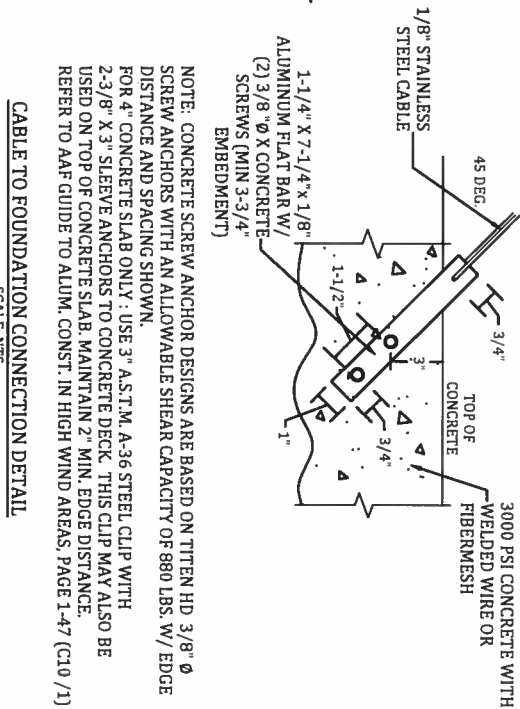 1/8" STAINLESS
STEEL CABLE
45 DEG.
3/4"
TOP OF
CONCRETE
3000 PSI CONCRETE WITH
WELDED WIRE OR
FIBERMESH
1-1/4" X 7-1/4"x 1/8"
ALUMINUM FLAT BAR W/
(2) 3/8 "Ø X CONCRETE
SCREWS (MIN 3-3/4"
EMBEDMENT)
1-1/2"
3"
3/4"
1"
NOTE: CONCRETE SCREW ANCHOR DESIGNS ARE BASED ON TITEN HD 3/8" Ø
SCREW ANCHORS WITH AN ALLOWABLE SHEAR CAPACITY OF 880 LBS. W/ EDGE
DISTANCE AND SPACING SHOWN.
FOR 4" CONCRETE SLAB ONLY : USE 3" A.S.T.M. A-36 STEEL CLIP WITH
2-3/8" X 3" SLEEVE ANCHORS TO CONCRETE DECK. THIS CLIP MAY ALSO BE
USED ON TOP OF CONCRETE SLAB. MAINTAIN 2" MIN. EDGE DISTANCE.
REFER TO AAF GUIDE TO ALUM. CONST. IN HIGH WIND AREAS, PAGE 1-47 (C10 /1)
CABLE TO FOUNDATION CONNECTION DETAIL
SCALE: NTS